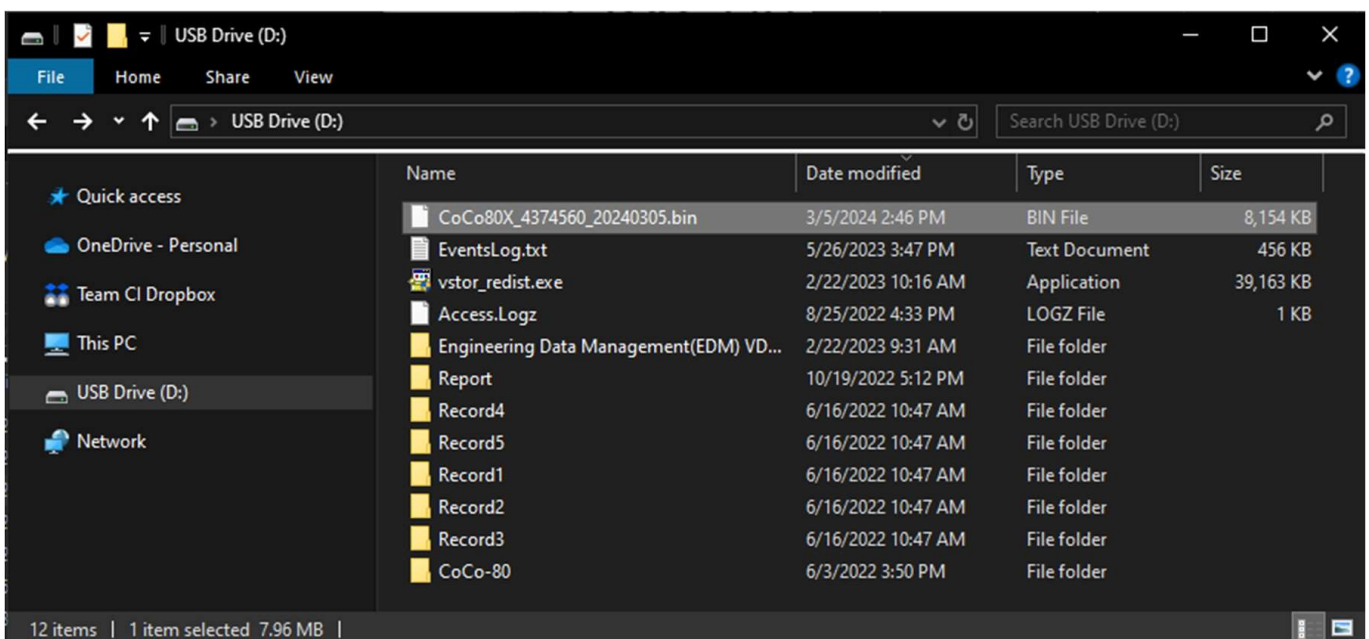 USB Drive (D:)
File Home Share View
USB Drive (D:) Search USB Drive (D:)
Name Date modified Type Size
Quick access
OneDrive - Personal
Team CI Dropbox
This PC
USB Drive (D:)
Network
CoCo80X_4374560_20240305.bin 3/5/2024 2:46 PM BIN File 8,154 KB
EventsLog.txt 5/26/2023 3:47 PM Text Document 456 KB
vstor_redist.exe 2/22/2023 10:16 AM Application 39,163 KB
Access.Logz 8/25/2022 4:33 PM LOGZ File 1 KB
Engineering Data Management(EDM) VD... 2/22/2023 9:31 AM File folder
Report 10/19/2022 5:12 PM File folder
Record4 6/16/2022 10:47 AM File folder
Record5 6/16/2022 10:47 AM File folder
Record1 6/16/2022 10:47 AM File folder
Record2 6/16/2022 10:47 AM File folder
Record3 6/16/2022 10:47 AM File folder
CoCo-80 6/3/2022 3:50 PM File folder
12 items | 1 item selected 7.96 MB |